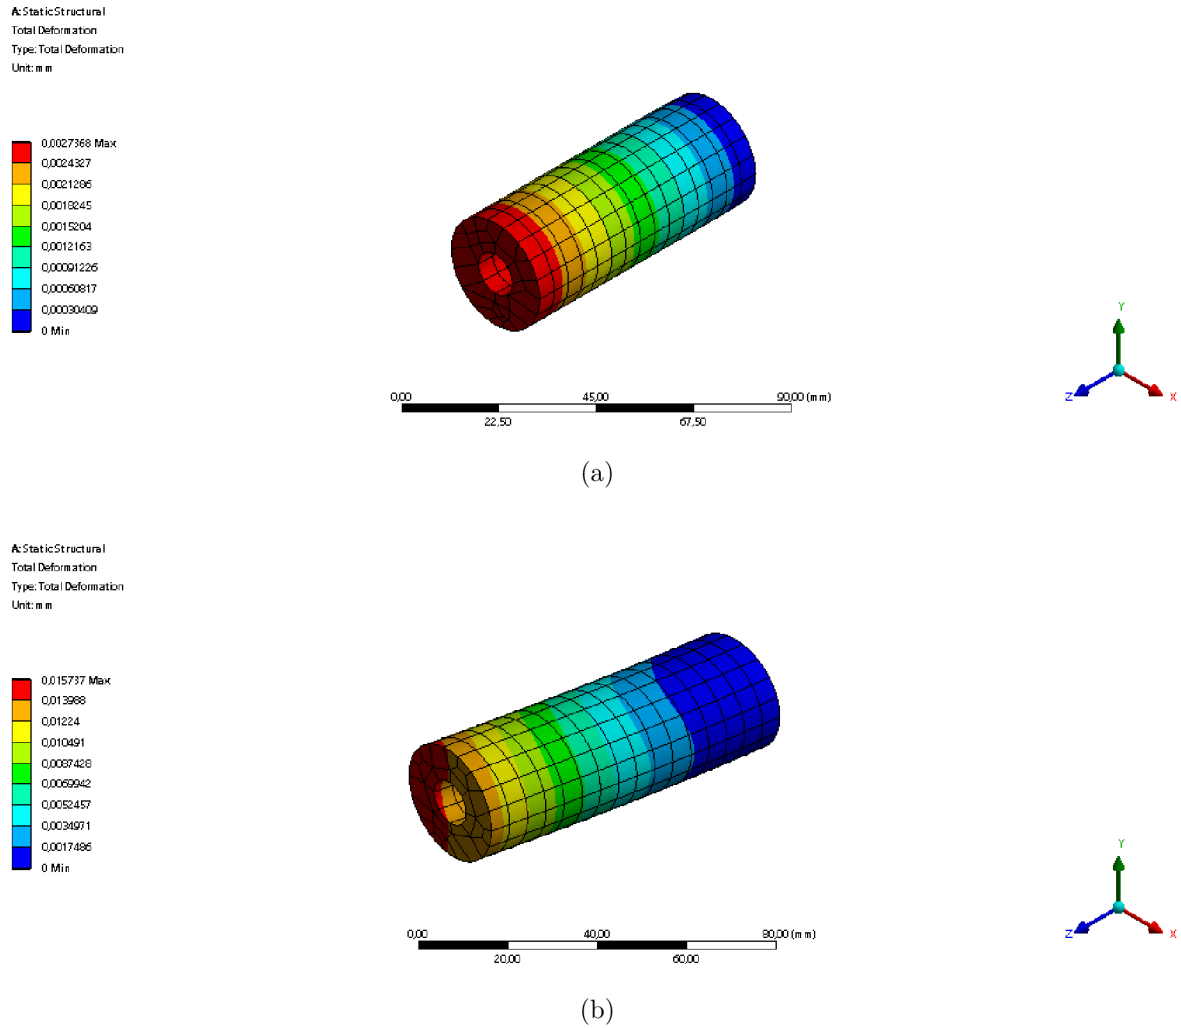 A: Static Structural
Total Deformation
Type: Total Deformation
Unit: mm
0,0027368 Max
0,0024327
0,0021286
0,0018245
0,0015204
0,0012163
0,00091226
0,00060817
0,00030409
0 Min
0,00 45,00 90,00 (mm)
22,50 67,50
Y
Z X
(a)
A: Static Structural
Total Deformation
Type: Total Deformation
Unit: mm
0,015737 Max
0,013988
0,01224
0,010491
0,0087428
0,0069942
0,0052457
0,0034971
0,0017486
0 Min
0,00 40,00 80,00 (mm)
20,00 60,00
Y
Z X
(b)